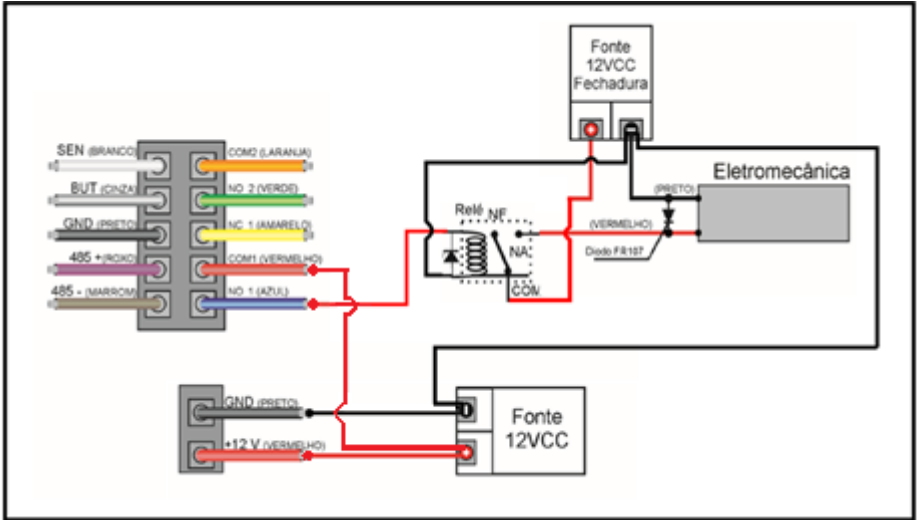 Fonte
12VCC
Fechadura
SEN (BRANCO)
COM2 (LARANJA)
BUT (CINZA)
NO 2 (VERDE)
GND (PRETO)
NC 1 (AMARELO)
485 +(ROXO)
COM1 (VERMELHO)
485 - (MARROM)
NO 1 (AZUL)
Relé
NF
NA
COM
Eletromecânica
(PRETO)
(VERMELHO)
Diodo FR107
GND (PRETO)
+12 V (VERMELHO)
Fonte
12VCC